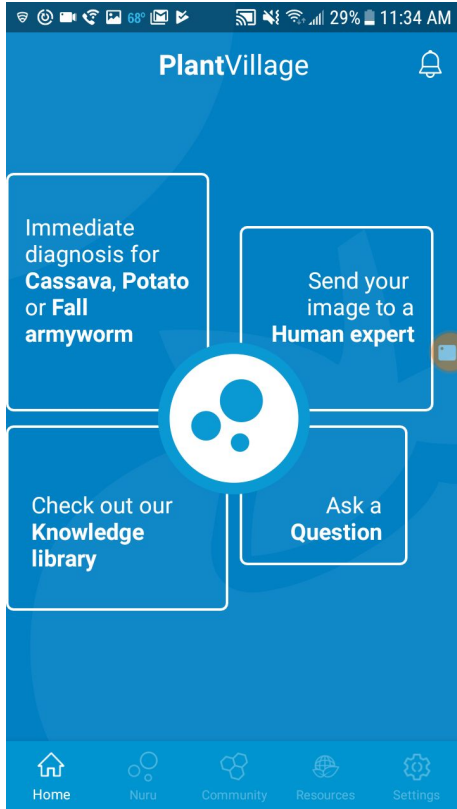 68° 29% 11:34 AM
PlantVillage
Immediate
diagnosis for
Cassava, Potato
or Fall
armyworm
Send your
image to a
Human expert
Check out our
Knowledge
library
Ask a
Question
Home Nuru Community Resources Settings